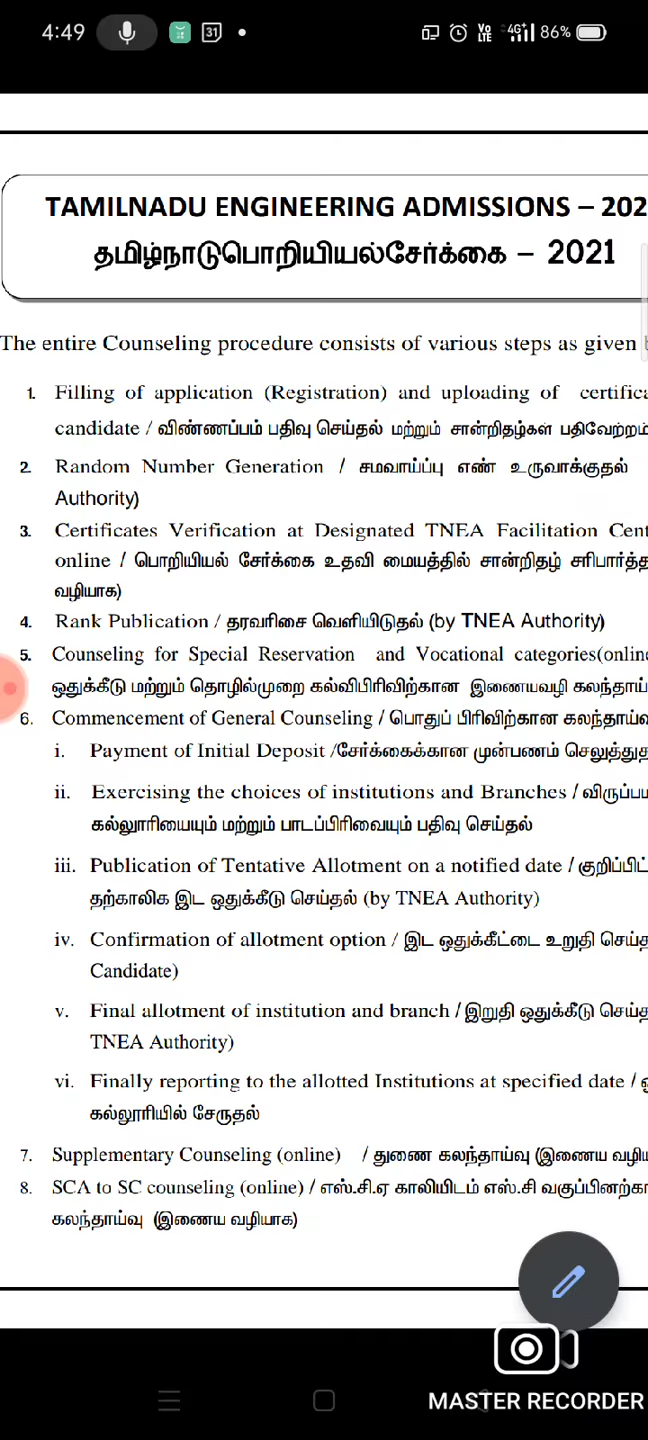 4:49
31
Vo
LTE
4G+
86%
TAMILNADU ENGINEERING ADMISSIONS – 202
தமிழ்நாடுபொறியியல்சேர்க்கை – 2021
The entire Counseling procedure consists of various steps as given
1. Filling of application (Registration) and uploading of certifica
candidate / விண்ணப்பம் பதிவு செய்தல் மற்றும் சான்றிதழ்கள் பதிவேற்றம்
2. Random Number Generation / சமவாய்ப்பு எண் உருவாக்குதல்
Authority)
3. Certificates Verification at Designated TNEA Facilitation Cent
online / பொறியியல் சேர்க்கை உதவி மையத்தில் சான்றிதழ் சரிபார்த்த
வழியாக)
4. Rank Publication / தரவரிசை வெளியிடுதல் (by TNEA Authority)
5. Counseling for Special Reservation and Vocational categories(online
ஒதுக்கீடு மற்றும் தொழில்முறை கல்விபிரிவிற்கான இணையவழி கலந்தாய்
6. Commencement of General Counseling / பொதுப் பிரிவிற்கான கலந்தாய்வு
i. Payment of Initial Deposit /சேர்க்கைக்கான முன்பணம் செலுத்துத
ii. Exercising the choices of institutions and Branches / விருப்பம
கல்லூரியையும் மற்றும் பாடப்பிரிவையும் பதிவு செய்தல்
iii. Publication of Tentative Allotment on a notified date / குறிப்பிட்
தற்காலிக இட ஒதுக்கீடு செய்தல் (by TNEA Authority)
iv. Confirmation of allotment option / இட ஒதுக்கீட்டை உறுதி செய்த
Candidate)
v. Final allotment of institution and branch / இறுதி ஒதுக்கீடு செய்த
TNEA Authority)
vi. Finally reporting to the allotted Institutions at specified date /
கல்லூரியில் சேருதல்
7. Supplementary Counseling (online) / துணை கலந்தாய்வு (இணைய வழிய
8. SCA to SC counseling (online) / எஸ்.சி.ஏ காலியிடம் எஸ்.சி வகுப்பினற்கா
கலந்தாய்வு (இணைய வழியாக)
MASTER RECORDER